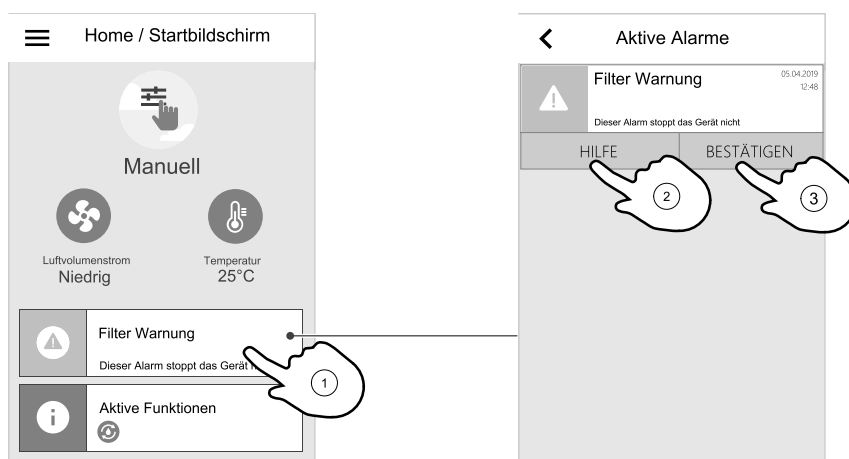 Home / Startbildschirm
Manuell
Luftvolumenstrom
Niedrig
Temperatur
25°C
Filter Warnung
Dieser Alarm stoppt das Gerät
1
i
Aktive Funktionen
Aktive Alarme
Filter Warnung
05.04.2019
12:48
Dieser Alarm stoppt das Gerät nicht
HILFE
BESTÄTIGEN
2
3